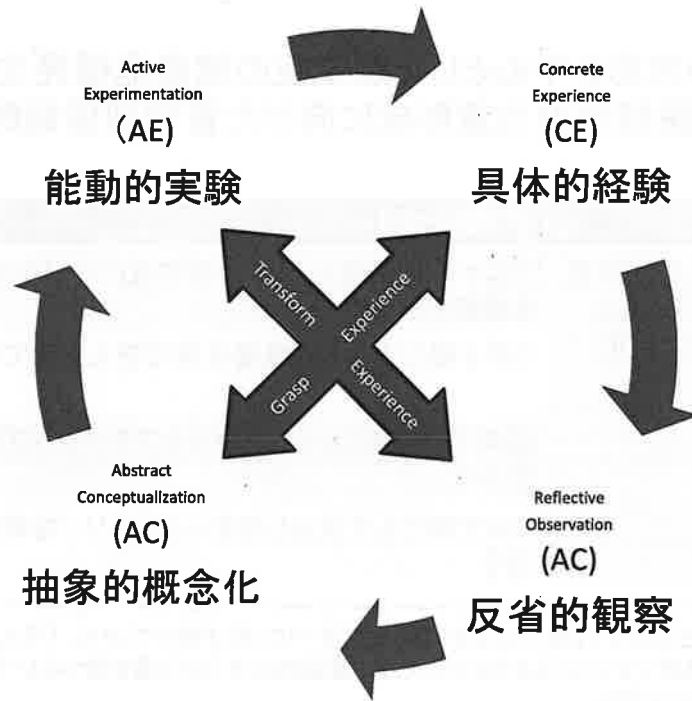 Active
Experimentation
(AE)
能動的実験
Concrete
Experience
(CE)
具体的経験
Transform
Experience
Grasp
Experience
Abstract
Conceptualization
(AC)
抽象的概念化
Reflective
Observation
(AC)
反省的観察